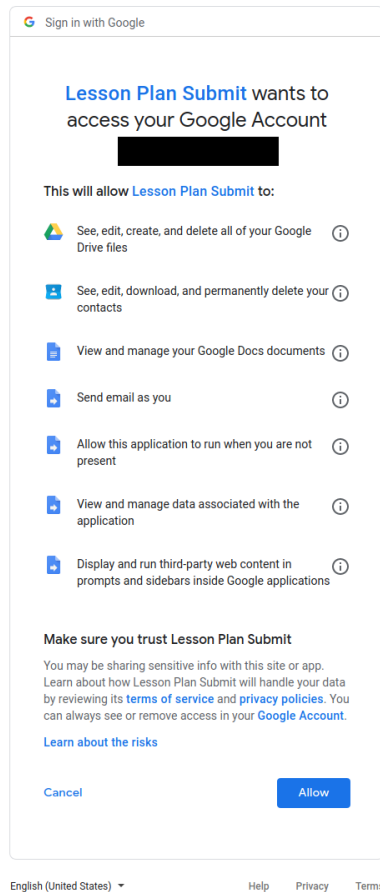 Sign in with Google
Lesson Plan Submit wants to
access your Google Account
This will allow Lesson Plan Submit to:
See, edit, create, and delete all of your Google
Drive files
See, edit, download, and permanently delete your
contacts
View and manage your Google Docs documents
Send email as you
Allow this application to run when you are not
present
View and manage data associated with the
application
Display and run third-party web content in
prompts and sidebars inside Google applications
Make sure you trust Lesson Plan Submit
You may be sharing sensitive info with this site or app.
Learn about how Lesson Plan Submit will handle your data
by reviewing its terms of service and privacy policies. You
can always see or remove access in your Google Account.
Learn about the risks
Cancel Allow
English (United States) Help Privacy Terms